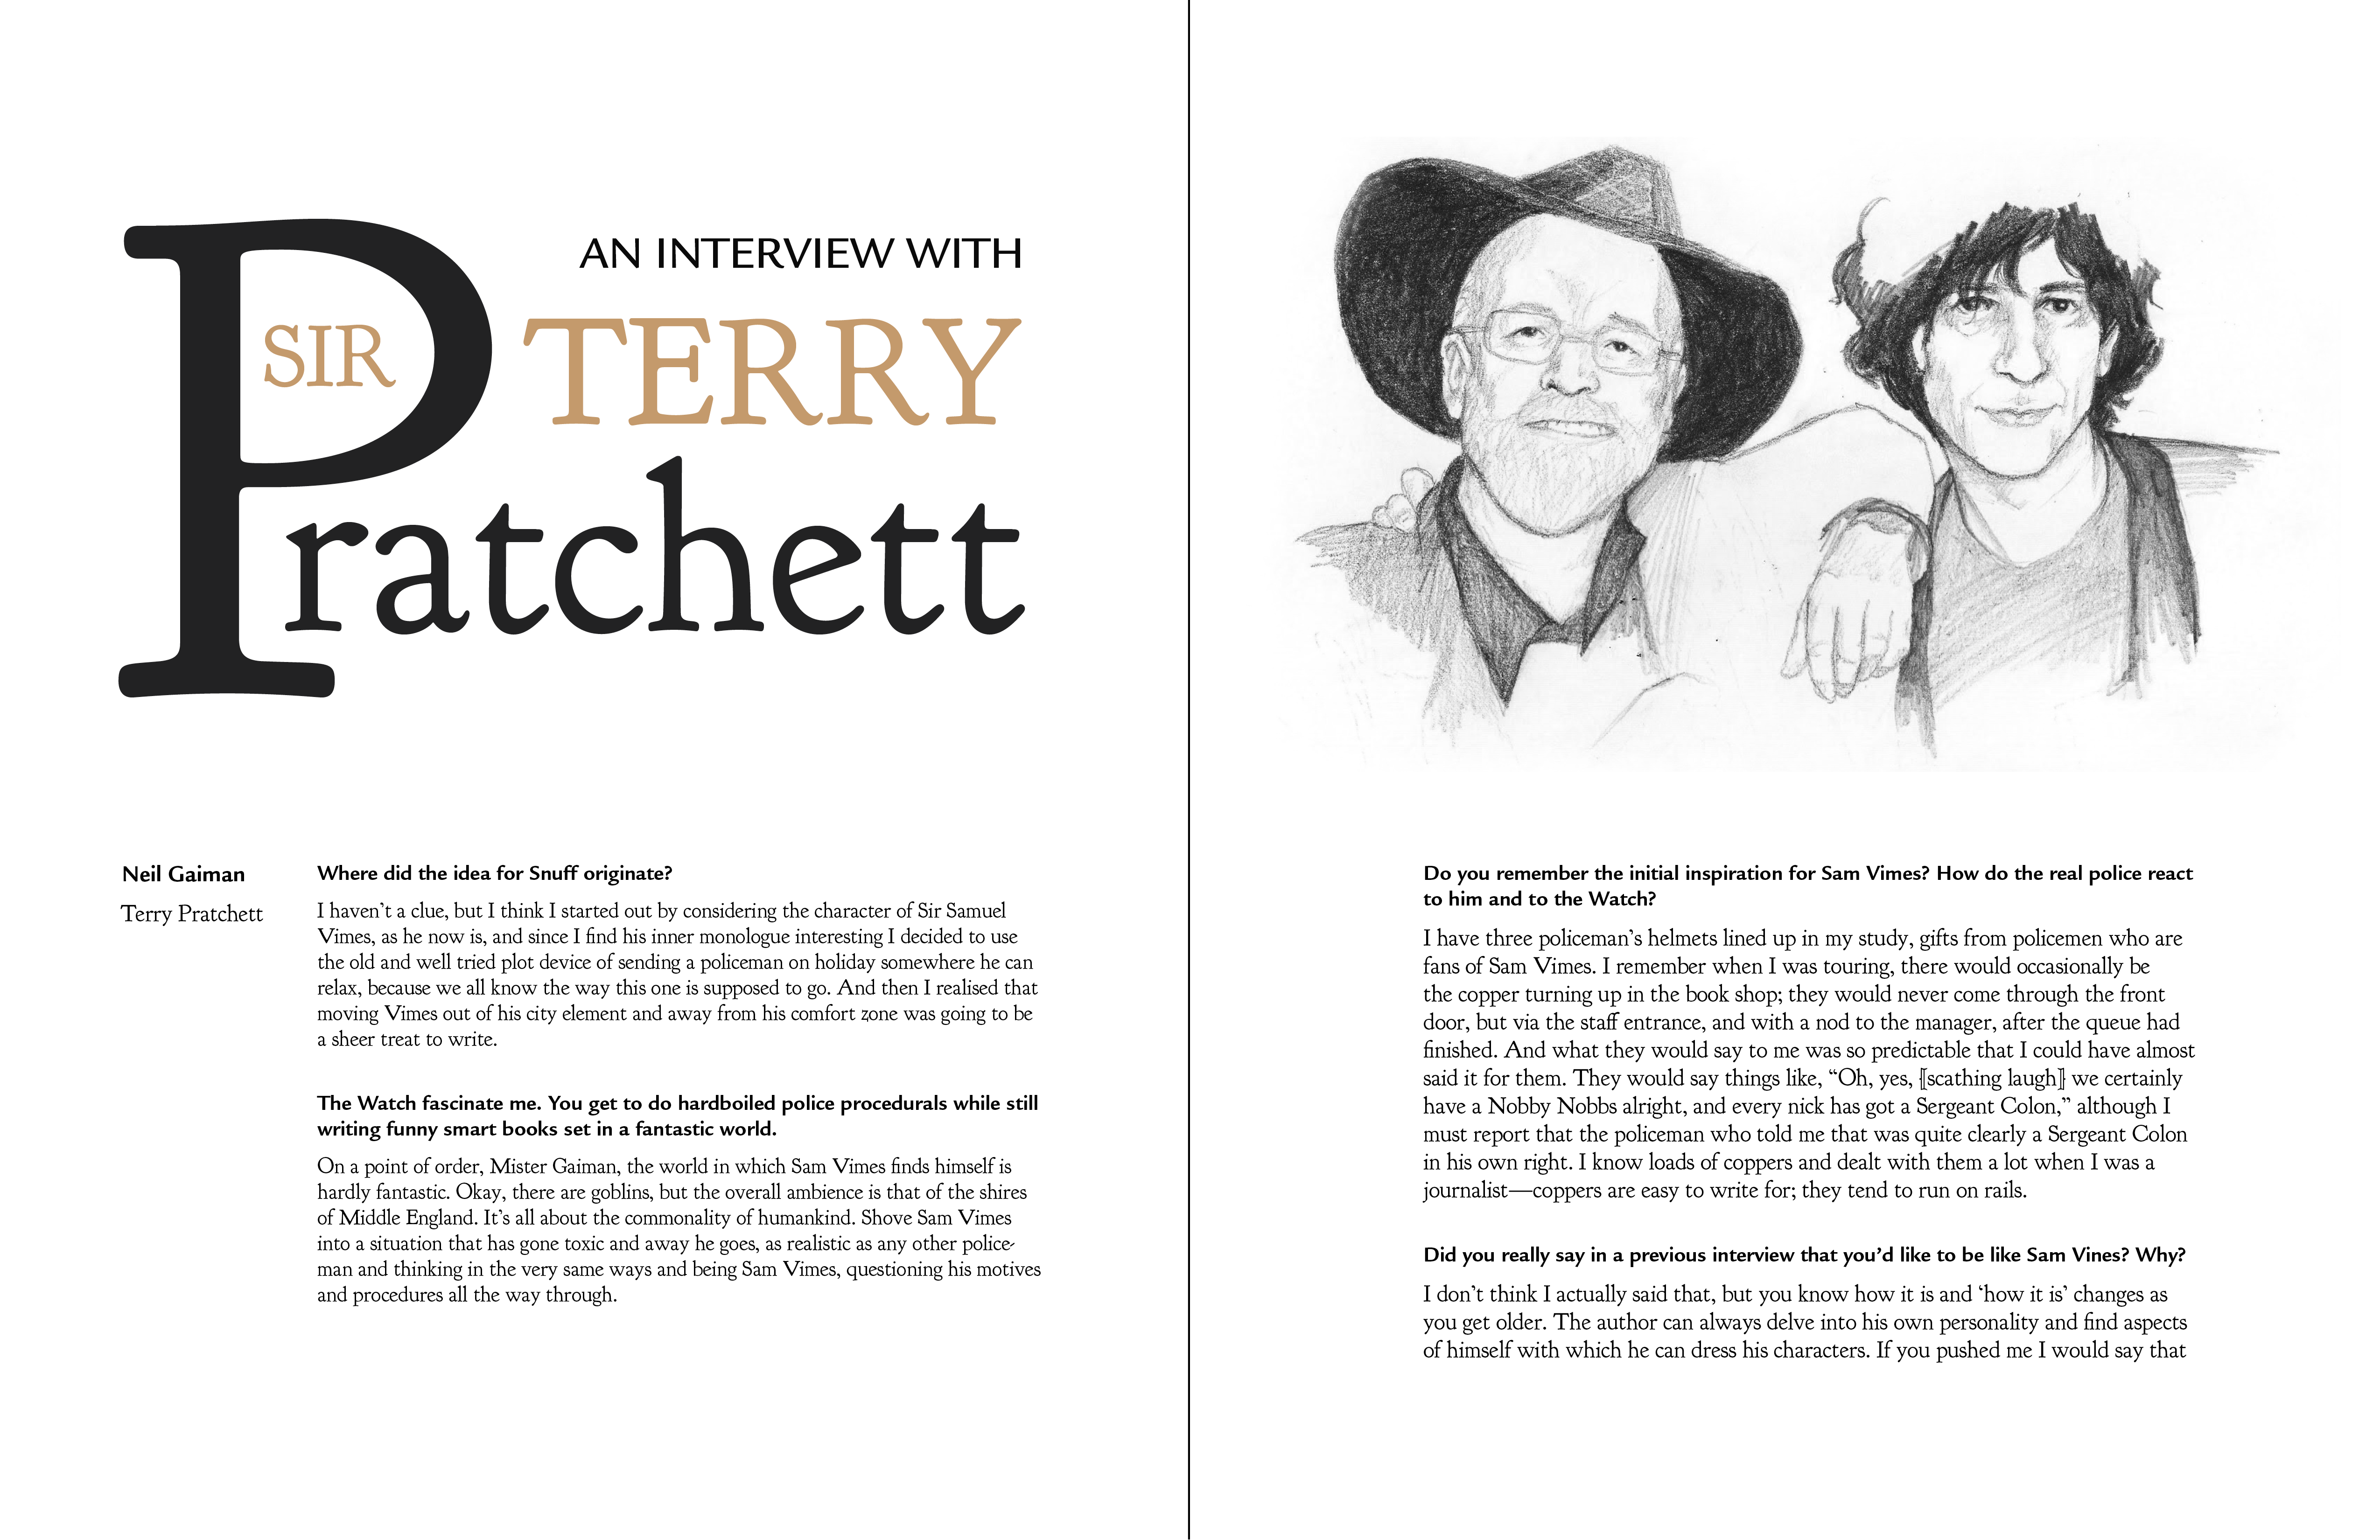 AN INTERVIEW WITH
SIR TERRY
Pratchett
Neil Gaiman
Terry Pratchett
Where did the idea for Snuff originate?
I haven’t a clue, but I think I started out by considering the character of Sir Samuel
Vimes, as he now is, and since I find his inner monologue interesting I decided to use
the old and well tried plot device of sending a policeman on holiday somewhere he can
relax, because we all know the way this one is supposed to go. And then I realised that
moving Vimes out of his city element and away from his comfort zone was going to be
a sheer treat to write.
The Watch fascinate me. You get to do hardboiled police procedurals while still
writing funny smart books set in a fantastic world.
On a point of order, Mister Gaiman, the world in which Sam Vimes finds himself is
hardly fantastic. Okay, there are goblins, but the overall ambience is that of the shires
of Middle England. It’s all about the commonality of humankind. Shove Sam Vimes
into a situation that has gone toxic and away he goes, as realistic as any other police-
man and thinking in the very same ways and being Sam Vimes, questioning his motives
and procedures all the way through.
Do you remember the initial inspiration for Sam Vimes? How do the real police react
to him and to the Watch?
I have three policeman’s helmets lined up in my study, gifts from policemen who are
fans of Sam Vimes. I remember when I was touring, there would occasionally be
the copper turning up in the book shop; they would never come through the front
door, but via the staff entrance, and with a nod to the manager, after the queue had
finished. And what they would say to me was so predictable that I could have almost
said it for them. They would say things like, “Oh, yes, [scathing laugh] we certainly
have a Nobby Nobbs alright, and every nick has got a Sergeant Colon,” although I
must report that the policeman who told me that was quite clearly a Sergeant Colon
in his own right. I know loads of coppers and dealt with them a lot when I was a
journalist—coppers are easy to write for; they tend to run on rails.
Did you really say in a previous interview that you’d like to be like Sam Vines? Why?
I don’t think I actually said that, but you know how it is and ‘how it is’ changes as
you get older. The author can always delve into his own personality and find aspects
of himself with which he can dress his characters. If you pushed me I would say that